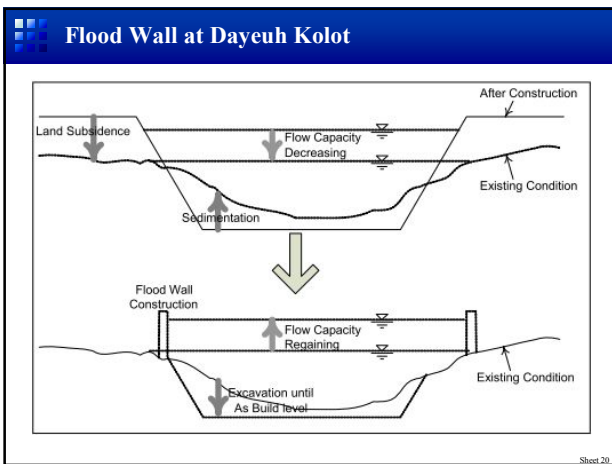 Flood Wall at Dayeuh Kolot
After Construction
Land Subsidence
Flow Capacity
Decreasing
Existing Condition
Sedimentation
Flood Wall
Construction
Flow Capacity
Regaining
Existing Condition
Excavation until
As Build level
Sheet 20